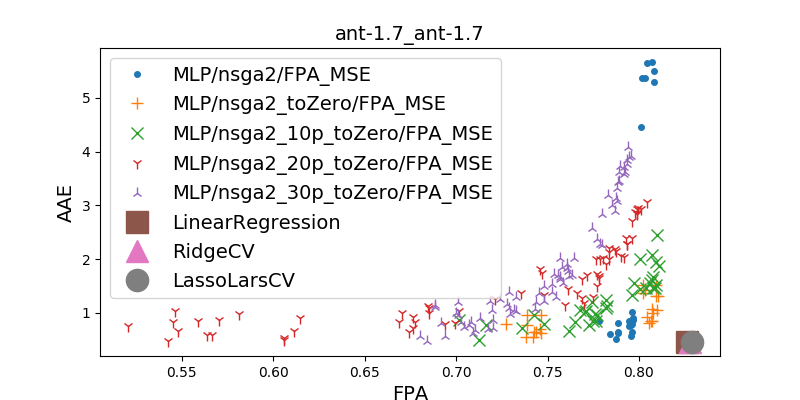 ant-1.7_ant-1.7
MLP/nsga2/FPA_MSE
MLP/nsga2_toZero/FPA_MSE
MLP/nsga2_10p_toZero/FPA_MSE
MLP/nsga2_20p_toZero/FPA_MSE
MLP/nsga2_30p_toZero/FPA_MSE
LinearRegression
RidgeCV
LassoLarsCV
AAE
5
4
3
2
1
0.55 0.60 0.65 0.70 0.75 0.80
FPA